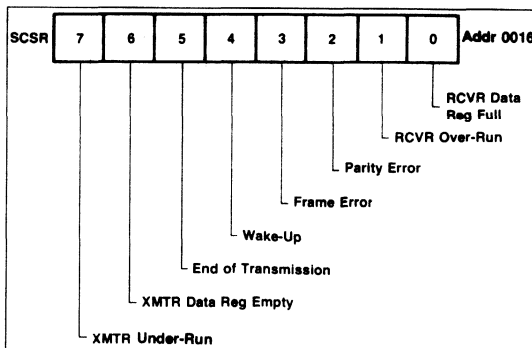 SCSR 7 6 5 4 3 2 1 0 Addr 0016
RCVR Data
Reg Full
RCVR Over-Run
Parity Error
Frame Error
Wake-Up
End of Transmission
XMTR Data Reg Empty
XMTR Under-Run